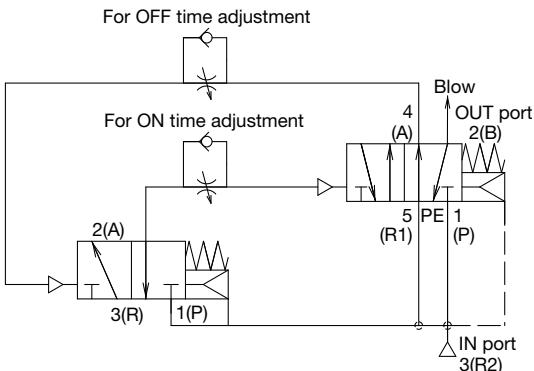 For OFF time adjustment
For ON time adjustment
Blow
4
(A)
OUT port
2(B)
5
(R1)
PE
1
(P)
2(A)
3(R)
1(P)
IN port
3(R2)